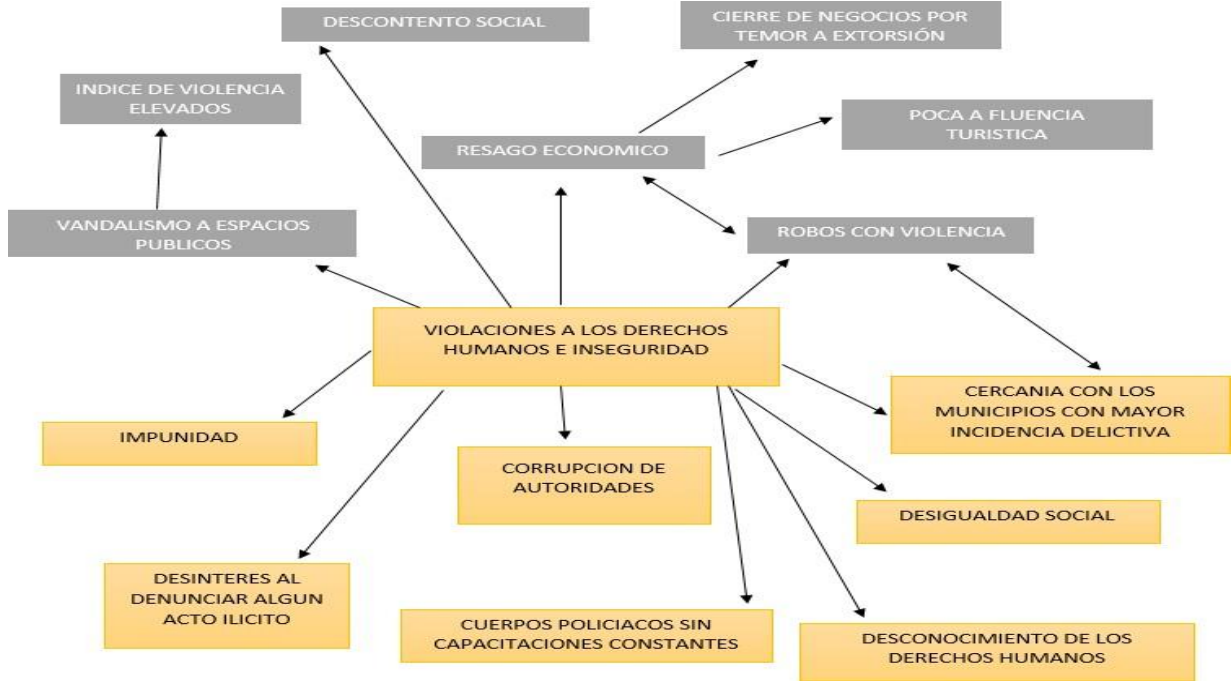 DESCONTENTO SOCIAL
CIERRE DE NEGOCIOS POR
TEMOR A EXTORSIÓN
INDICE DE VIOLENCIA
ELEVADOS
POCA A FLUENCIA
TURISTICA
RESAGO ECONOMICO
VANDALISMO A ESPACIOS
PUBLICOS
ROBOS CON VIOLENCIA
VIOLACIONES A LOS DERECHOS
HUMANOS E INSEGURIDAD
CERCANIA CON LOS
MUNICIPIOS CON MAYOR
INCIDENCIA DELICTIVA
IMPUNIDAD
CORRUPCION DE
AUTORIDADES
DESIGUALDAD SOCIAL
DESINTERES AL
DENUNCIAR ALGUN
ACTO ILICITO
CUERPOS POLICIACOS SIN
CAPACITACIONES CONSTANTES
DESCONOCIMIENTO DE LOS
DERECHOS HUMANOS